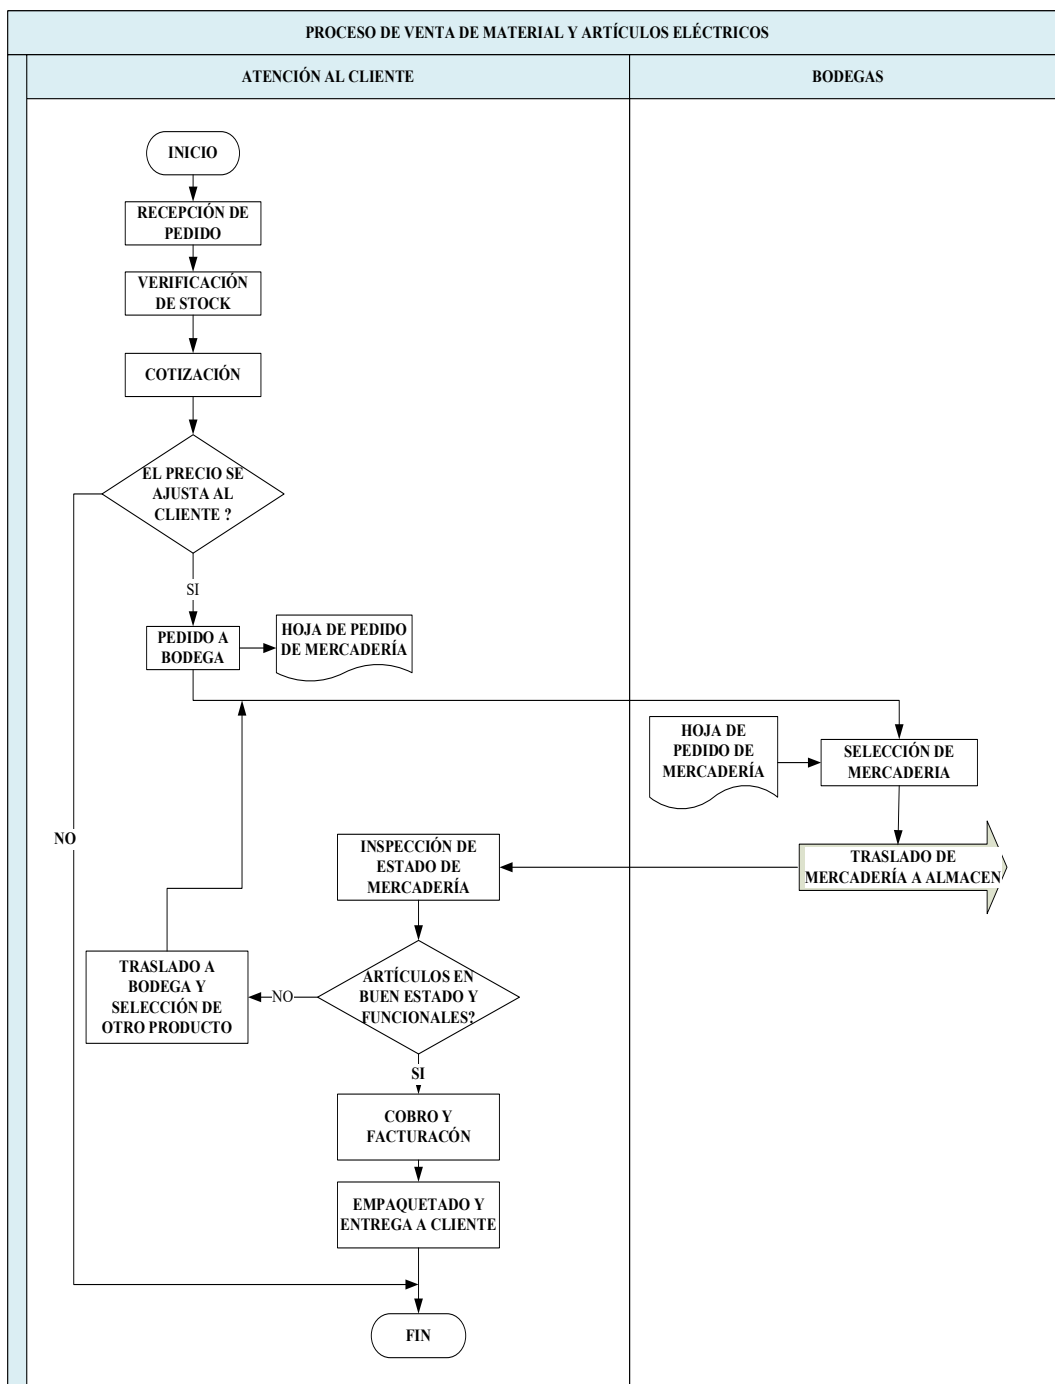 PROCESO DE VENTA DE MATERIAL Y ARTÍCULOS ELÉCTRICOS
ATENCIÓN AL CLIENTE
BODEGAS
INICIO
RECEPCIÓN DE
PEDIDO
VERIFICACIÓN
DE STOCK
COTIZACIÓN
EL PRECIO SE
AJUSTA AL
CLIENTE ?
SI
PEDIDO A
BODEGA
HOJA DE PEDIDO
DE MERCADERÍA
HOJA DE
PEDIDO DE
MERCADERÍA
SELECCIÓN DE
MERCADERIA
NO
INSPECCIÓN DE
ESTADO DE
MERCADERÍA
TRASLADO DE
MERCADERÍA A ALMACEN
TRASLADO A
BODEGA Y
SELECCIÓN DE
OTRO PRODUCTO
NO
ARTÍCULOS EN
BUEN ESTADO Y
FUNCIONALES?
SI
COBRO Y
FACTURACÓN
EMPAQUETADO Y
ENTREGA A CLIENTE
FIN